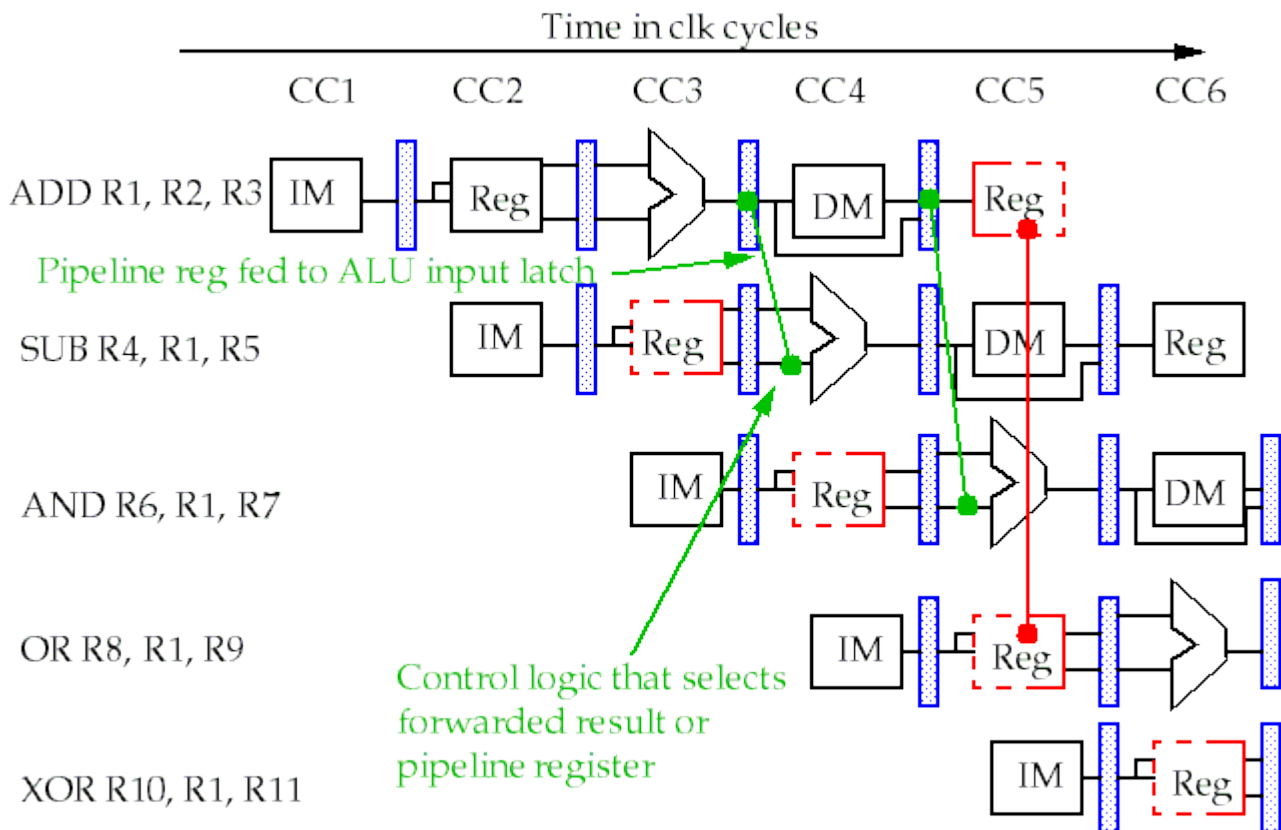 Time in clk cycles
CC1 CC2 CC3 CC4 CC5 CC6
ADD R1, R2, R3 IM Reg DM Reg
Pipeline reg fed to ALU input latch
SUB R4, R1, R5 IM Reg DM Reg
AND R6, R1, R7 IM Reg DM
OR R8, R1, R9 IM Reg
Control logic that selects
forwarded result or
pipeline register
XOR R10, R1, R11 IM Reg